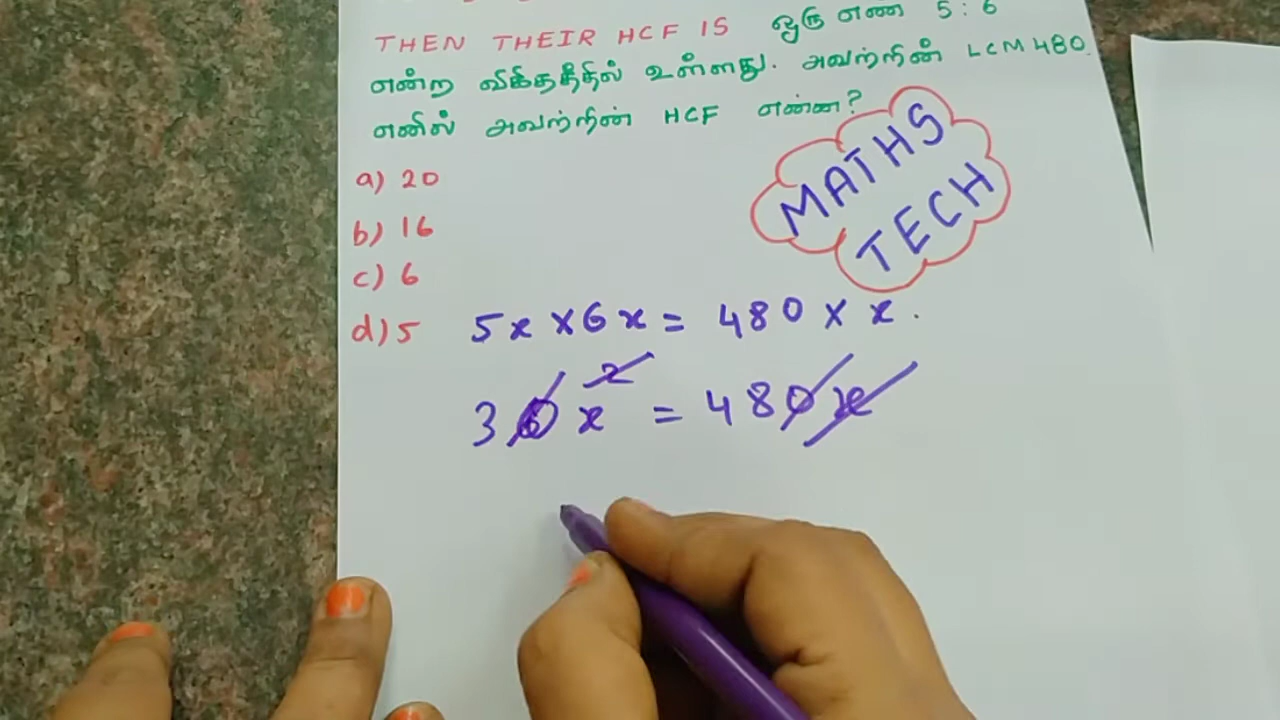 THEN THEIR HCF IS ஒரு எண் 5 : 6
என்ற விகிதத்தில் உள்ளது. அவற்றின் LCM 480.
எனில் அவற்றின் HCF என்ன?
a) 20
b) 16
c) 6
d) 5
MATHS
TECH
5x × 6x = 480 × x.
30 x² = 480 x